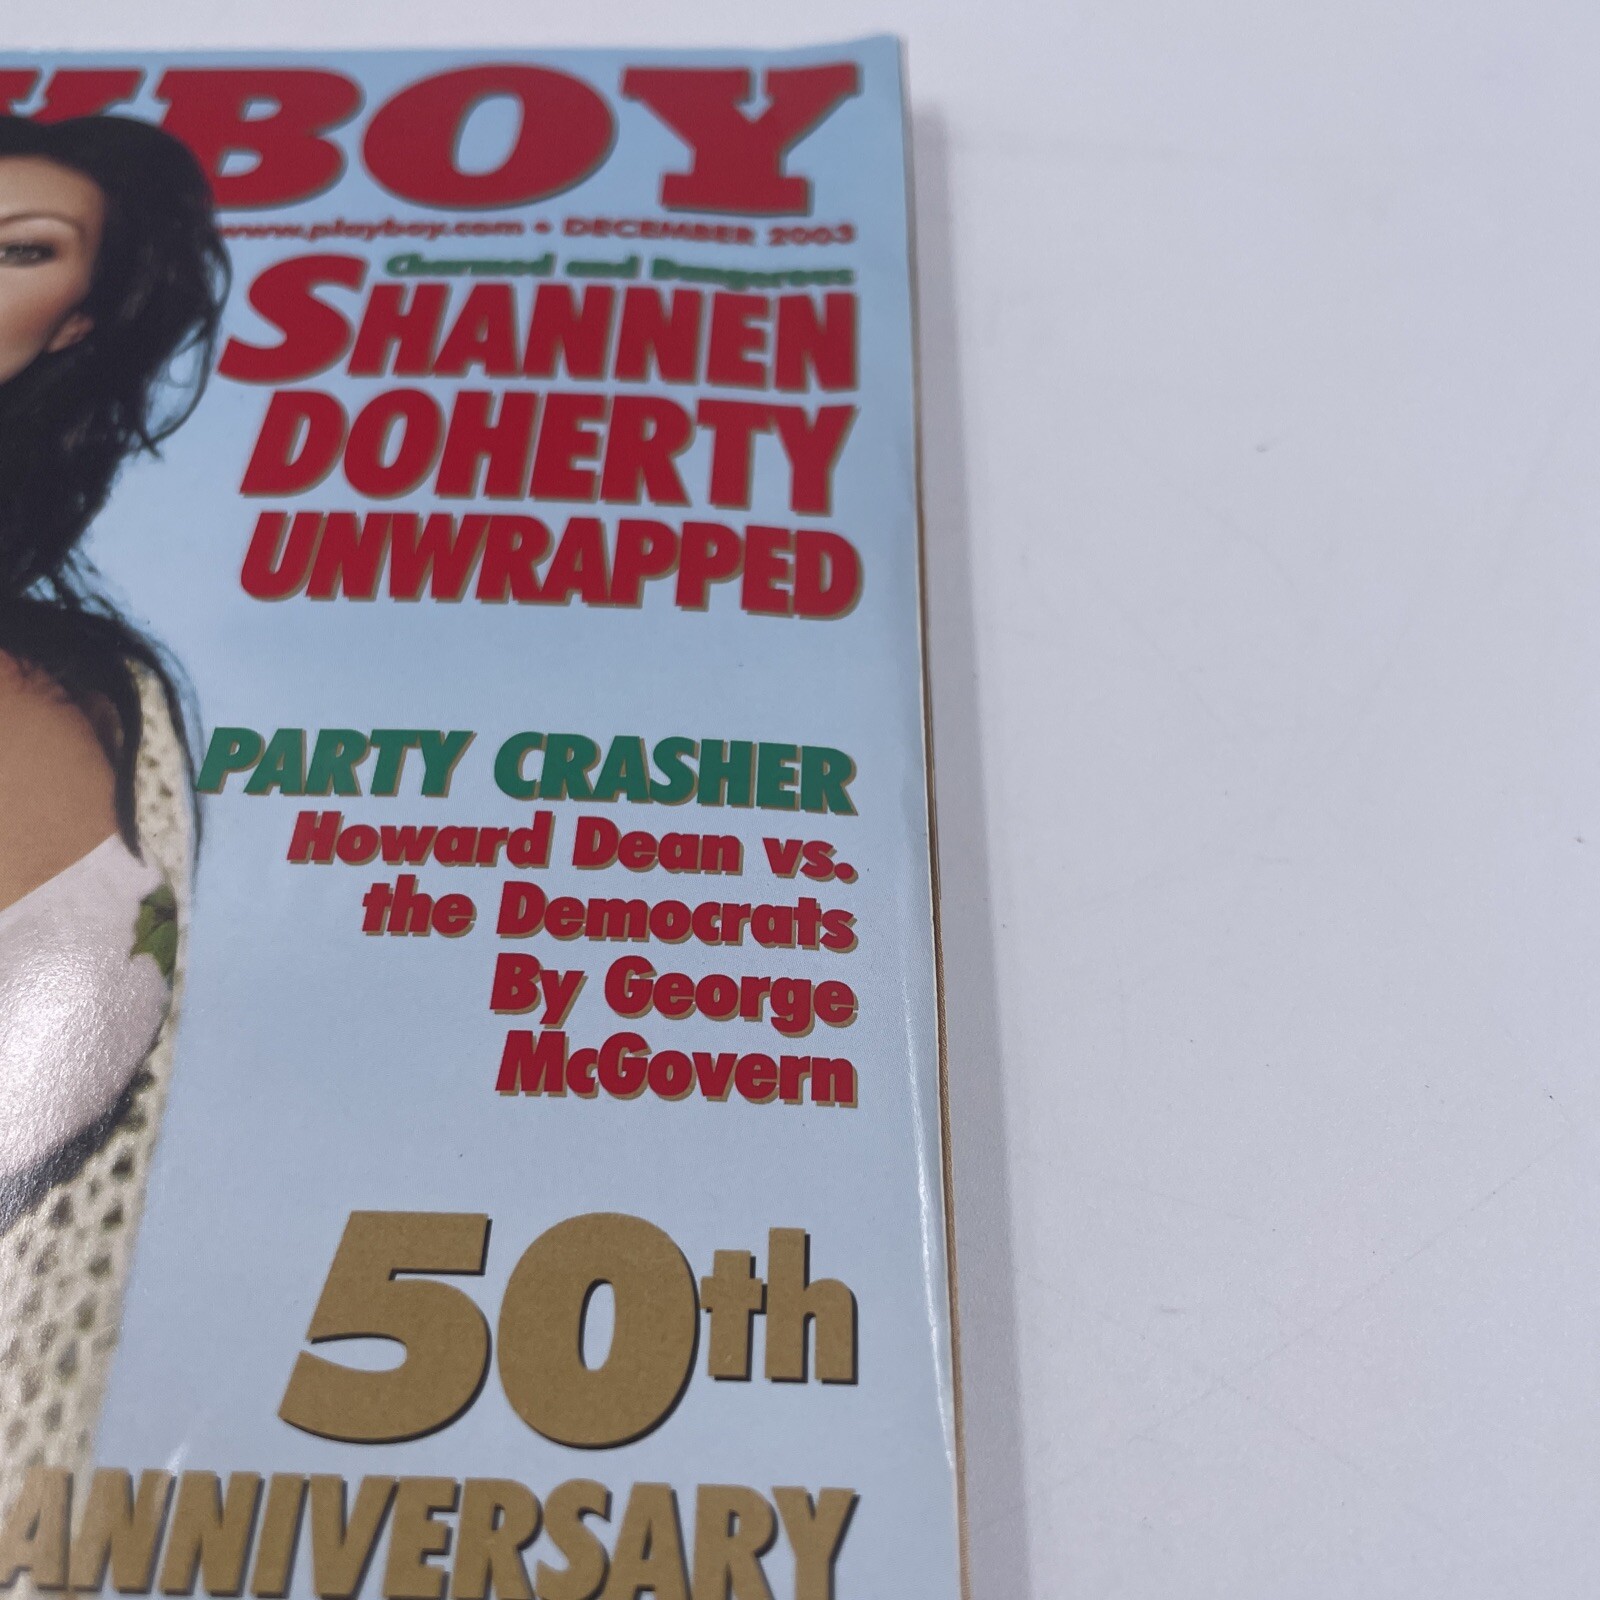 YBOY
www.playboy.com • DECEMBER 2003
Charmed and Dangerous
SHANNEN
DOHERTY
UNWRAPPED
PARTY CRASHER
Howard Dean vs.
the Democrats
By George
McGovern
50th
ANNIVERSARY